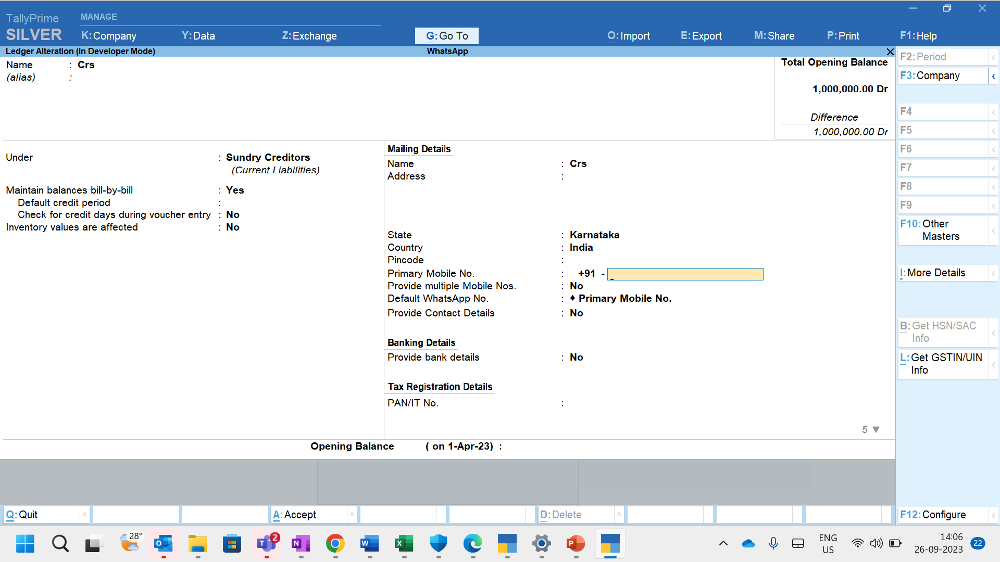 TallyPrime
SILVER
MANAGE
K:Company Y:Data Z:Exchange G:Go To O:Import E:Export M:Share P:Print F1:Help
Ledger Alteration (In Developer Mode) WhatsApp
Name : Crs
(alias) :
Total Opening Balance
1,000,000.00 Dr
Difference
1,000,000.00 Dr
Under : Sundry Creditors
(Current Liabilities)
Maintain balances bill-by-bill : Yes
Default credit period :
Check for credit days during voucher entry : No
Inventory values are affected : No
Mailing Details
Name : Crs
Address :
State : Karnataka
Country : India
Pincode :
Primary Mobile No. : +91 -
Provide multiple Mobile Nos. : No
Default WhatsApp No. : ♦ Primary Mobile No.
Provide Contact Details : No
Banking Details
Provide bank details : No
Tax Registration Details
PAN/IT No. :
5 ▼
Opening Balance ( on 1-Apr-23) :
F2:Period
F3:Company
F4
F5
F6
F7
F8
F9
F10:Other
Masters
I:More Details
B:Get HSN/SAC
Info
L:Get GSTIN/UIN
Info
Q:Quit A:Accept D:Delete F12:Configure
28°
2
ENG
US
14:06
26-09-2023
22